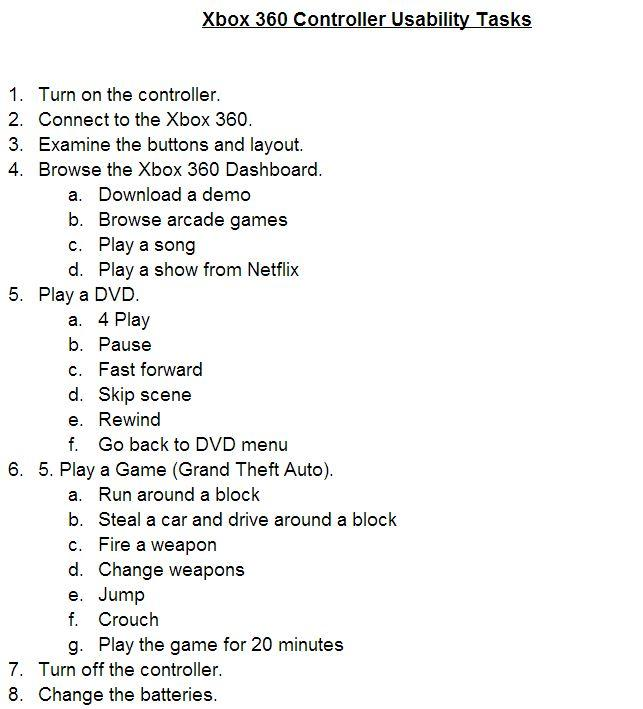 Xbox 360 Controller Usability Tasks
1. Turn on the controller.
2. Connect to the Xbox 360.
3. Examine the buttons and layout.
4. Browse the Xbox 360 Dashboard.
a. Download a demo
b. Browse arcade games
c. Play a song
d. Play a show from Netflix
5. Play a DVD.
a. 4 Play
b. Pause
c. Fast forward
d. Skip scene
e. Rewind
f. Go back to DVD menu
6. 5. Play a Game (Grand Theft Auto).
a. Run around a block
b. Steal a car and drive around a block
c. Fire a weapon
d. Change weapons
e. Jump
f. Crouch
g. Play the game for 20 minutes
7. Turn off the controller.
8. Change the batteries.